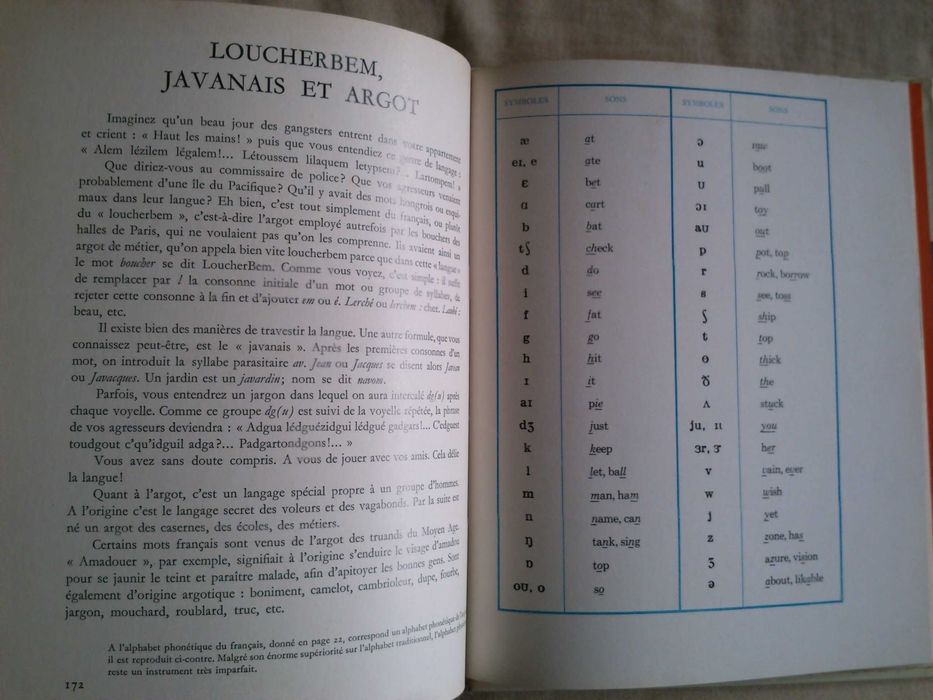 LOUCHERBEM,
JAVANAIS ET ARGOT
Imaginez qu'un beau jour des gangsters entrent dans votre appartement
et crient : « Haut les mains! » puis que vous entendiez ce genre de langage :
« Alem lézilem légalem!... Létoussem lilaquem letypsem?... Lartompem! »
Que diriez-vous au commissaire de police? Que vos agresseurs venaient
probablement d'une île du Pacifique? Qu'il y avait des mots hongrois ou esqui-
maux dans leur langue? Eh bien, c'est tout simplement du français, ou plutôt
du « loucherbem », c'est-à-dire l'argot employé autrefois par les bouchers des
halles de Paris, qui ne voulaient pas qu'on les comprenne. Ils avaient ainsi un
argot de métier, qu'on appela bien vite loucherbem parce que dans cette « langue »
le mot boucher se dit LoucherBem. Comme vous voyez, c'est simple : il suffit
de remplacer par l la consonne initiale d'un mot ou groupe de syllabes, de
rejeter cette consonne à la fin et d'ajouter em ou é. Lerché ou lerchem : cher. Laubé :
beau, etc.
Il existe bien des manières de travestir la langue. Une autre formule, que vous
connaissez peut-être, est le « javanais ». Après les premières consonnes d'un
mot, on introduit la syllabe parasitaire av. Jean ou Jacques se disent alors Javan
ou Javacques. Un jardin est un javardin; nom se dit navom.
Parfois, vous entendrez un jargon dans lequel on aura intercalé dg(u) après
chaque voyelle. Comme ce groupe dg(u) est suivi de la voyelle répétée, la phrase
de vos agresseurs deviendra : « Adgua lédguézidgui lédgué gadgars!... C'edguest
toudgout c'qu'idguil adga?... Padgartondgons!... »
Vous avez sans doute compris. A vous de jouer avec vos amis. Cela délie
la langue!
Quant à l'argot, c'est un langage spécial propre à un groupe d'hommes.
A l'origine c'est le langage secret des voleurs et des vagabonds. Par la suite est
né un argot des casernes, des écoles, des métiers.
Certains mots français sont venus de l'argot des truands du Moyen Age.
« Amadouer », par exemple, signifiait à l'origine s'enduire le visage d'amadou
pour se jaunir le teint et paraître malade, afin d'apitoyer les bonnes gens. Sont
également d'origine argotique : boniment, camelot, cambrioleur, dupe, fourbe,
jargon, mouchard, roublard, truc, etc.
A l'alphabet phonétique du français, donné en page 22, correspond un alphabet phonétique de
il est reproduit ci-contre. Malgré son énorme supériorité sur l'alphabet traditionnel, l'alphabet
reste un instrument très imparfait.
172
SYMBOLES SONS SYMBOLES SONS
æ at ɔ
eɪ, e ate u boot
ɛ bet ʊ pull
ɑ cart ɔɪ toy
b bat aʊ out
tʃ check p pot, top
d do r rock, borrow
i see s see, toss
f fat ʃ ship
g go t top
h hit θ thick
ɪ it ð the
aɪ pie ʌ stuck
dʒ just ju, ɪu you
k keep ɜr, ɝ her
l let, ball v vain, ever
m man, ham w wish
n name, can j yet
ŋ tank, sing z zone, has
ɒ top ʒ azure, vision
oʊ, o so ə about, likable